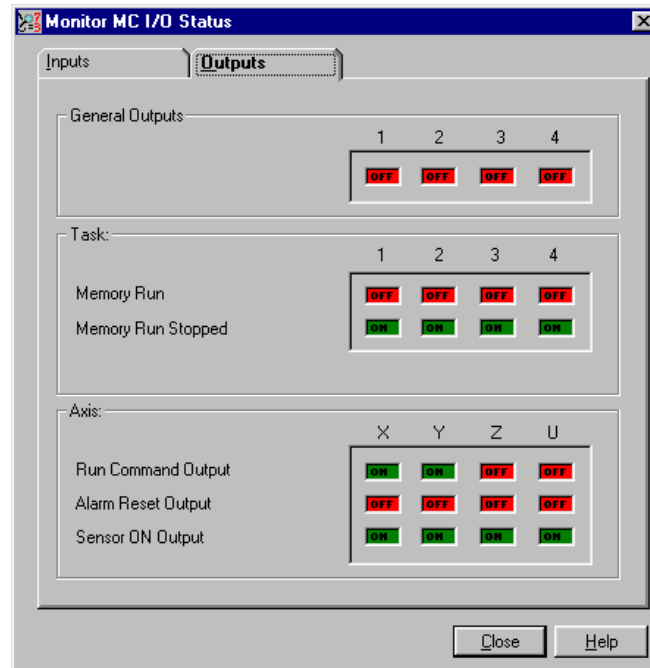 Monitor MC I/O Status
Inputs Outputs
General Outputs
1 2 3 4
OFF OFF OFF OFF
Task:
1 2 3 4
Memory Run OFF OFF OFF OFF
Memory Run Stopped ON ON ON ON
Axis:
X Y Z U
Run Command Output ON ON OFF OFF
Alarm Reset Output OFF OFF OFF OFF
Sensor ON Output ON ON ON ON
Close Help